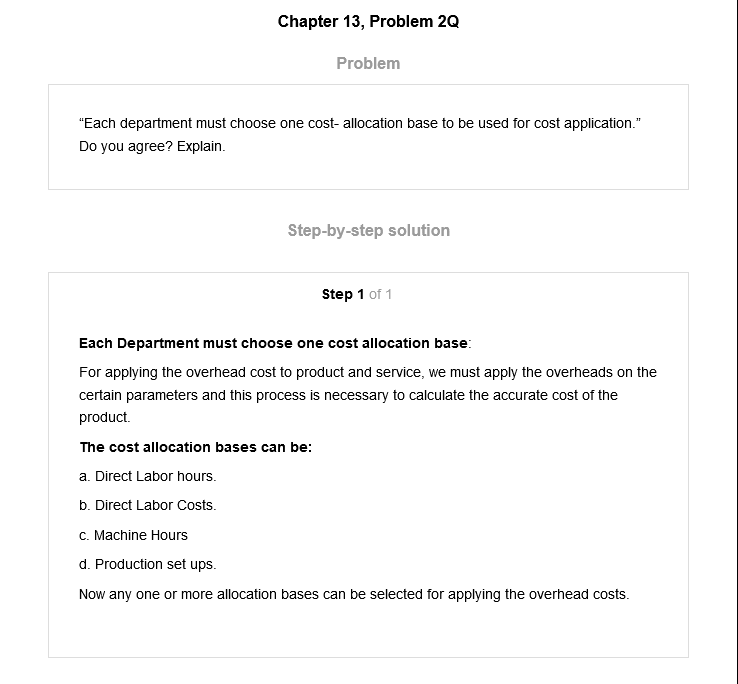 Chapter 13, Problem 2Q
Problem
“Each department must choose one cost- allocation base to be used for cost application.”
Do you agree? Explain.
Step-by-step solution
Step 1 of 1
Each Department must choose one cost allocation base:
For applying the overhead cost to product and service, we must apply the overheads on the
certain parameters and this process is necessary to calculate the accurate cost of the
product.
The cost allocation bases can be:
a. Direct Labor hours.
b. Direct Labor Costs.
c. Machine Hours
d. Production set ups.
Now any one or more allocation bases can be selected for applying the overhead costs.